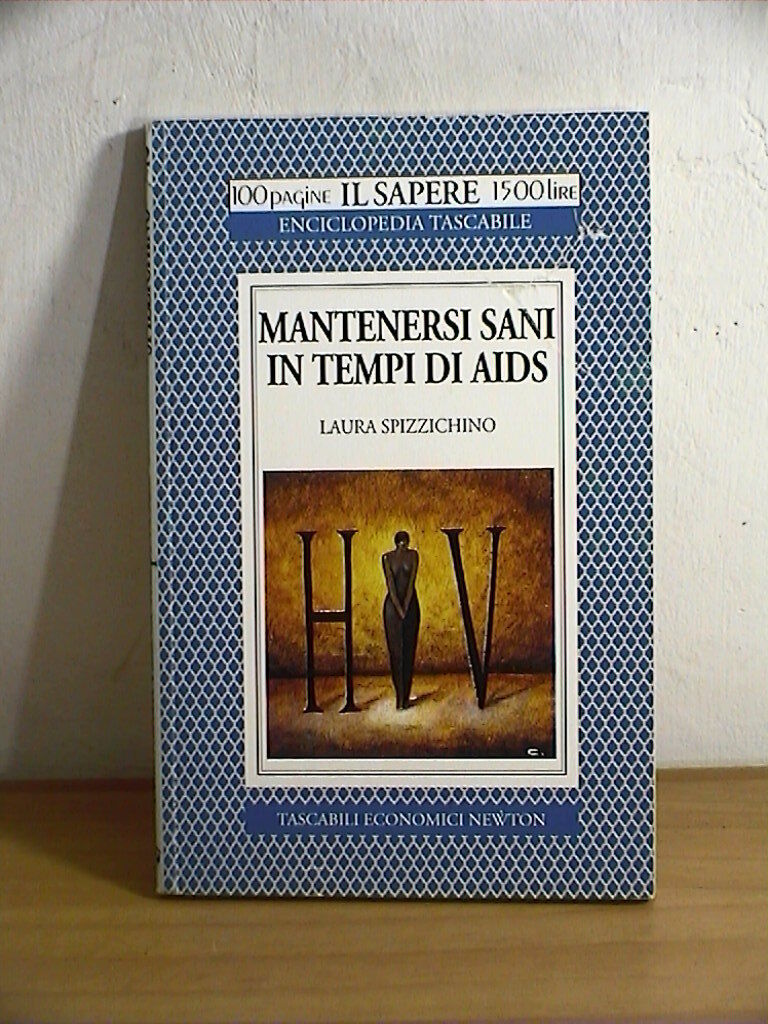 100 pagine IL SAPERE 1500 lire
ENCICLOPEDIA TASCABILE
MANTENERSI SANI
IN TEMPI DI AIDS
LAURA SPIZZICHINO
H V
C.
TASCABILI ECONOMICI NEWTON